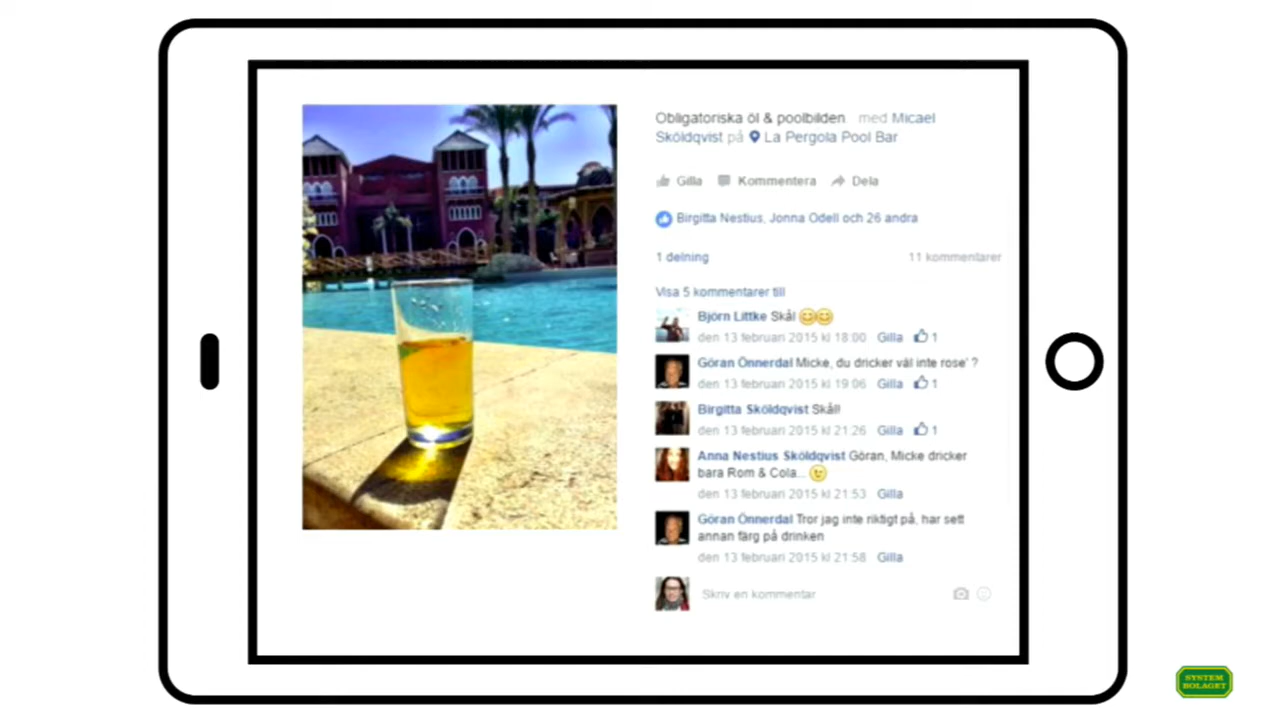 Obligatoriska öl & poolbilden. med Micael
Sköldqvist på La Pergola Pool Bar
Gilla Kommentera Dela
Birgitta Nestius, Jonna Odell och 26 andra
1 delning 11 kommentarer
Visa 5 kommentarer till
Björn Littke Skål
den 13 februari 2015 kl 18:00 Gilla 1
Göran Önnerdal Micke, du dricker väl inte rose' ?
den 13 februari 2015 kl 19:06 Gilla 1
Birgitta Sköldqvist Skål!
den 13 februari 2015 kl 21:26 Gilla 1
Anna Nestius Sköldqvist Göran, Micke dricker
bara Rom & Cola...
den 13 februari 2015 kl 21:53 Gilla
Göran Önnerdal Tror jag inte riktigt på, har sett
annan färg på drinken
den 13 februari 2015 kl 21:58 Gilla
Skriv en kommentar
SYSTEM
BOLAGET